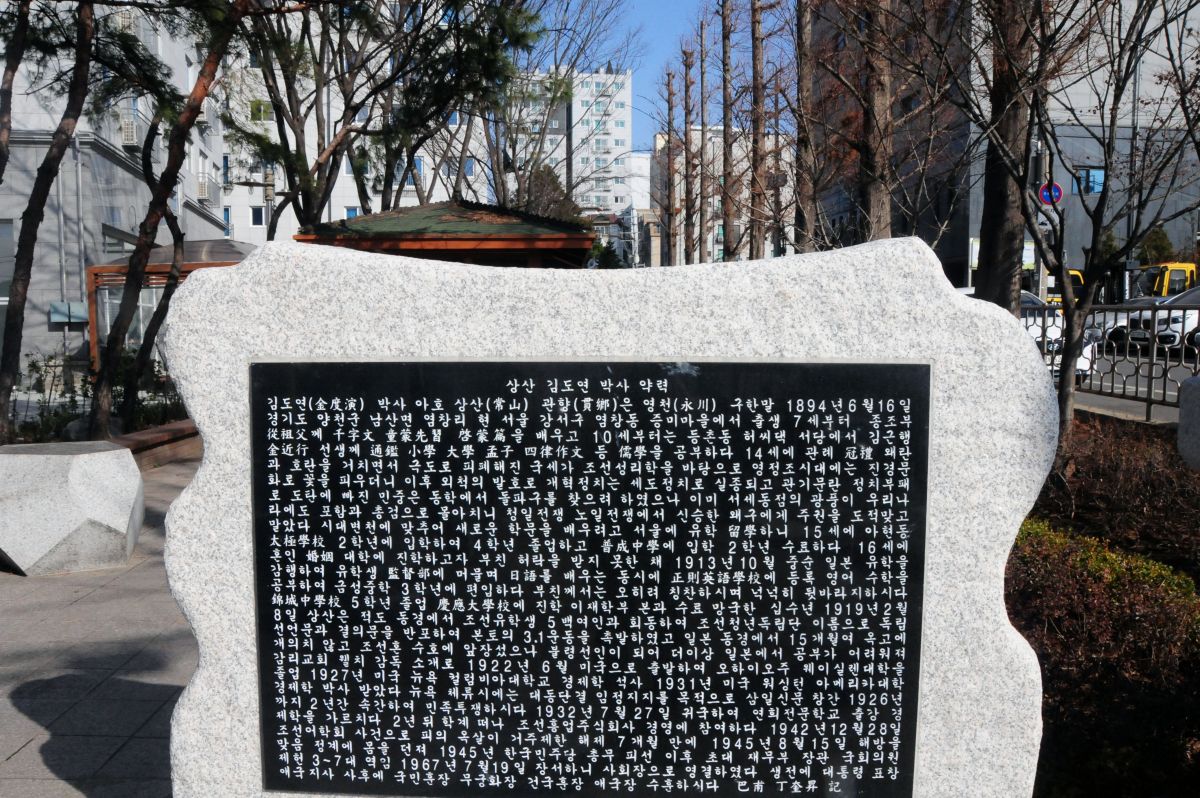 상산 김도연 박사 약력
김도연(金度演) 박사 아호 상산(常山) 관향(貫鄕)은 영천(永川) 구한말 1894년 6월 16일
경기도 양천군 남산면 염창리 현 서울 강서구 염창동 증미마을에서 출생 7세부터 종조부
從祖父께 千字文 童蒙先習 啓蒙篇을 배우고 10세부터는 등촌동 허씨댁 서당에서 김근행
金近行 선생께 通鑑 小學 大學 孟子 四律作文 등 儒學을 공부하다 14세에 관례 冠禮 왜란
과 호란을 거치면서 극도로 피폐해진 국세가 조선성리학을 바탕으로 영정조시대에는 진경문
화로 꽃을 피우더니 이후 외척의 발호로 개혁정치는 세도정치로 실종되고 관기문란 정치부패
로 도탄에 빠진 민중은 동학에서 돌파구를 찾으려 하였으나 이미 서세동점의 광풍이 우리나
라에도 포함과 총검으로 몰아치니 청일전쟁 노일전쟁에서 신승한 왜구에게 주권을 도적맞고
말았다 시대변천에 맞추어 새로운 학문을 배우려고 서울에 유학 留學하니 15세에 아현동
太極學校 2학년에 입학하여 4학년 졸업하고 普成中學에 입학 2학년 수료하다 16세에
혼인 婚姻 대학에 진학하고자 부친 허락을 받지 못한 채 1913년 10월 중순 일본 유학을
감행하여 유학생 監督部에 머물며 日語를 배우는 동시에 正則英語學校에 등록 영어 수학을
공부하여 금성중학 3학년에 편입하다 부친께서는 오히려 칭찬하시며 넉넉히 뒷바라지하시다
錦城中學校 5학년 졸업 慶應大學校에 진학 이재학부 본과 수료 망국한 십수년 1919년 2월
8일 상산은 적도 동경에서 조선유학생 5백여인과 회동하여 조선청년독립단 이름으로 독립
선언문과 결의문을 반포하여 본토의 3.1운동을 촉발하였고 일본 동경에서 15개월여 옥고에
개의치 않고 조선혼 수호에 앞장섰으나 불령선인이 되어 더이상 일본에서 공부가 어려워져
감리교회 웰치 감독 소개로 1922년 6월 미국으로 출발하여 오하이오주 웨이실렌대학을
졸업 1927년 미국 뉴욕 컬럼비아대학교 경제학 석사 1931년 미국 워싱턴 아메리카대학
경제학 박사 받았다 뉴욕 체류시에는 대동단결 임정지지를 목적으로 삼일신문 창간 1926년
까지 2년간 속간하여 민족투쟁하시다 1932년 7월 27일 귀국하여 연희전문학교 출강 경
제학을 가르치다 2년 뒤 학계 떠나 조선흥업주식회사 경영에 참여하다 1942년 12월 28일
조선어학회 사건으로 피의 옥살이 거주제한 해제 7개월 만에 1945년 8월 15일 해방을
맞음 정계에 몸을 던져 1945년 한국민주당 총무 피선 이후 초대 재무부 장관 국회의원
제헌 3~7대 역임 1967년 7월 19일 장서하니 사회장으로 영결하였다 생전에 대통령 표창
애국지사 사후에 국민훈장 무궁화장 건국훈장 애국장 수훈하시다 巴南 丁奎昇 記